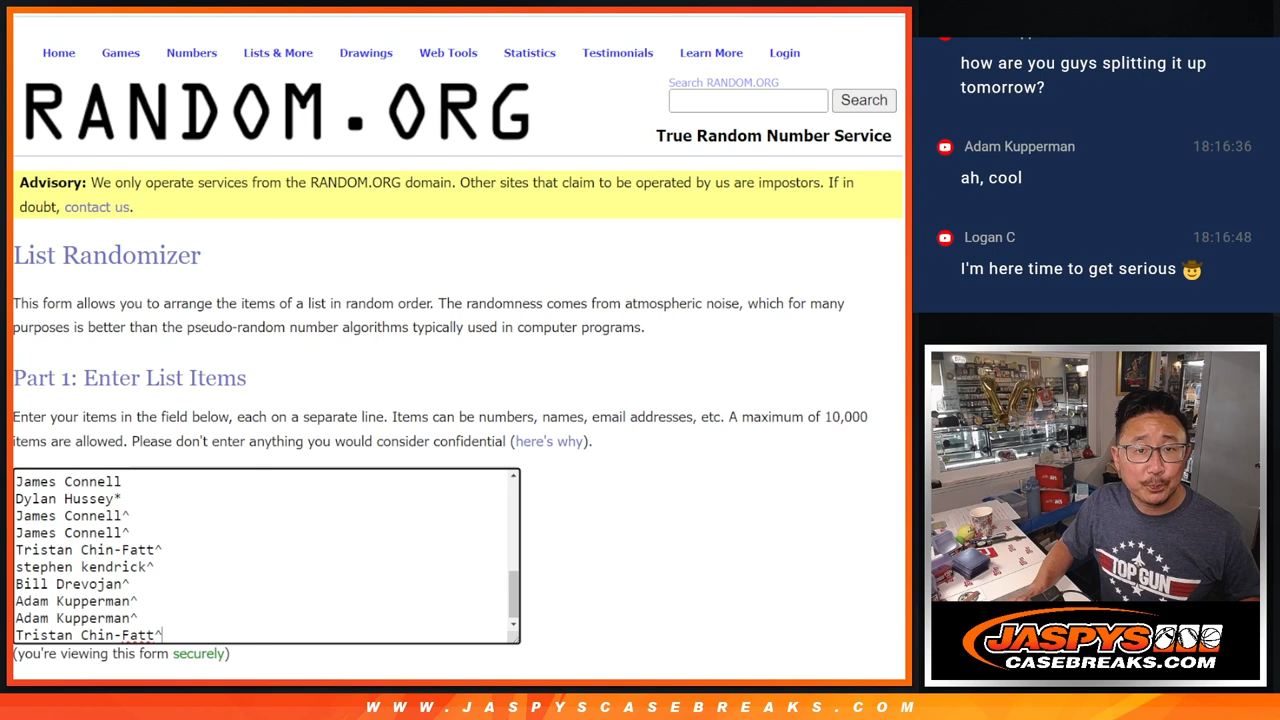 Home Games Numbers Lists & More Drawings Web Tools Statistics Testimonials Learn More Login
RANDOM.ORG
Search RANDOM.ORG
Search
True Random Number Service
Advisory: We only operate services from the RANDOM.ORG domain. Other sites that claim to be operated by us are impostors. If in
doubt, contact us.
List Randomizer
This form allows you to arrange the items of a list in random order. The randomness comes from atmospheric noise, which for many
purposes is better than the pseudo-random number algorithms typically used in computer programs.
Part 1: Enter List Items
Enter your items in the field below, each on a separate line. Items can be numbers, names, email addresses, etc. A maximum of 10,000
items are allowed. Please don't enter anything you would consider confidential (here's why).
James Connell
Dylan Hussey*
James Connell^
James Connell^
Tristan Chin-Fatt^
stephen kendrick^
Bill Drevojan^
Adam Kupperman^
Adam Kupperman^
Tristan Chin-Fatt^
(you're viewing this form securely)
how are you guys splitting it up
tomorrow?
Adam Kupperman 18:16:36
ah, cool
Logan C 18:16:48
I'm here time to get serious 🤠
TOP GUN
JASPYS
CASEBREAKS.COM
WWW.JASPYSCASEBREAKS.COM